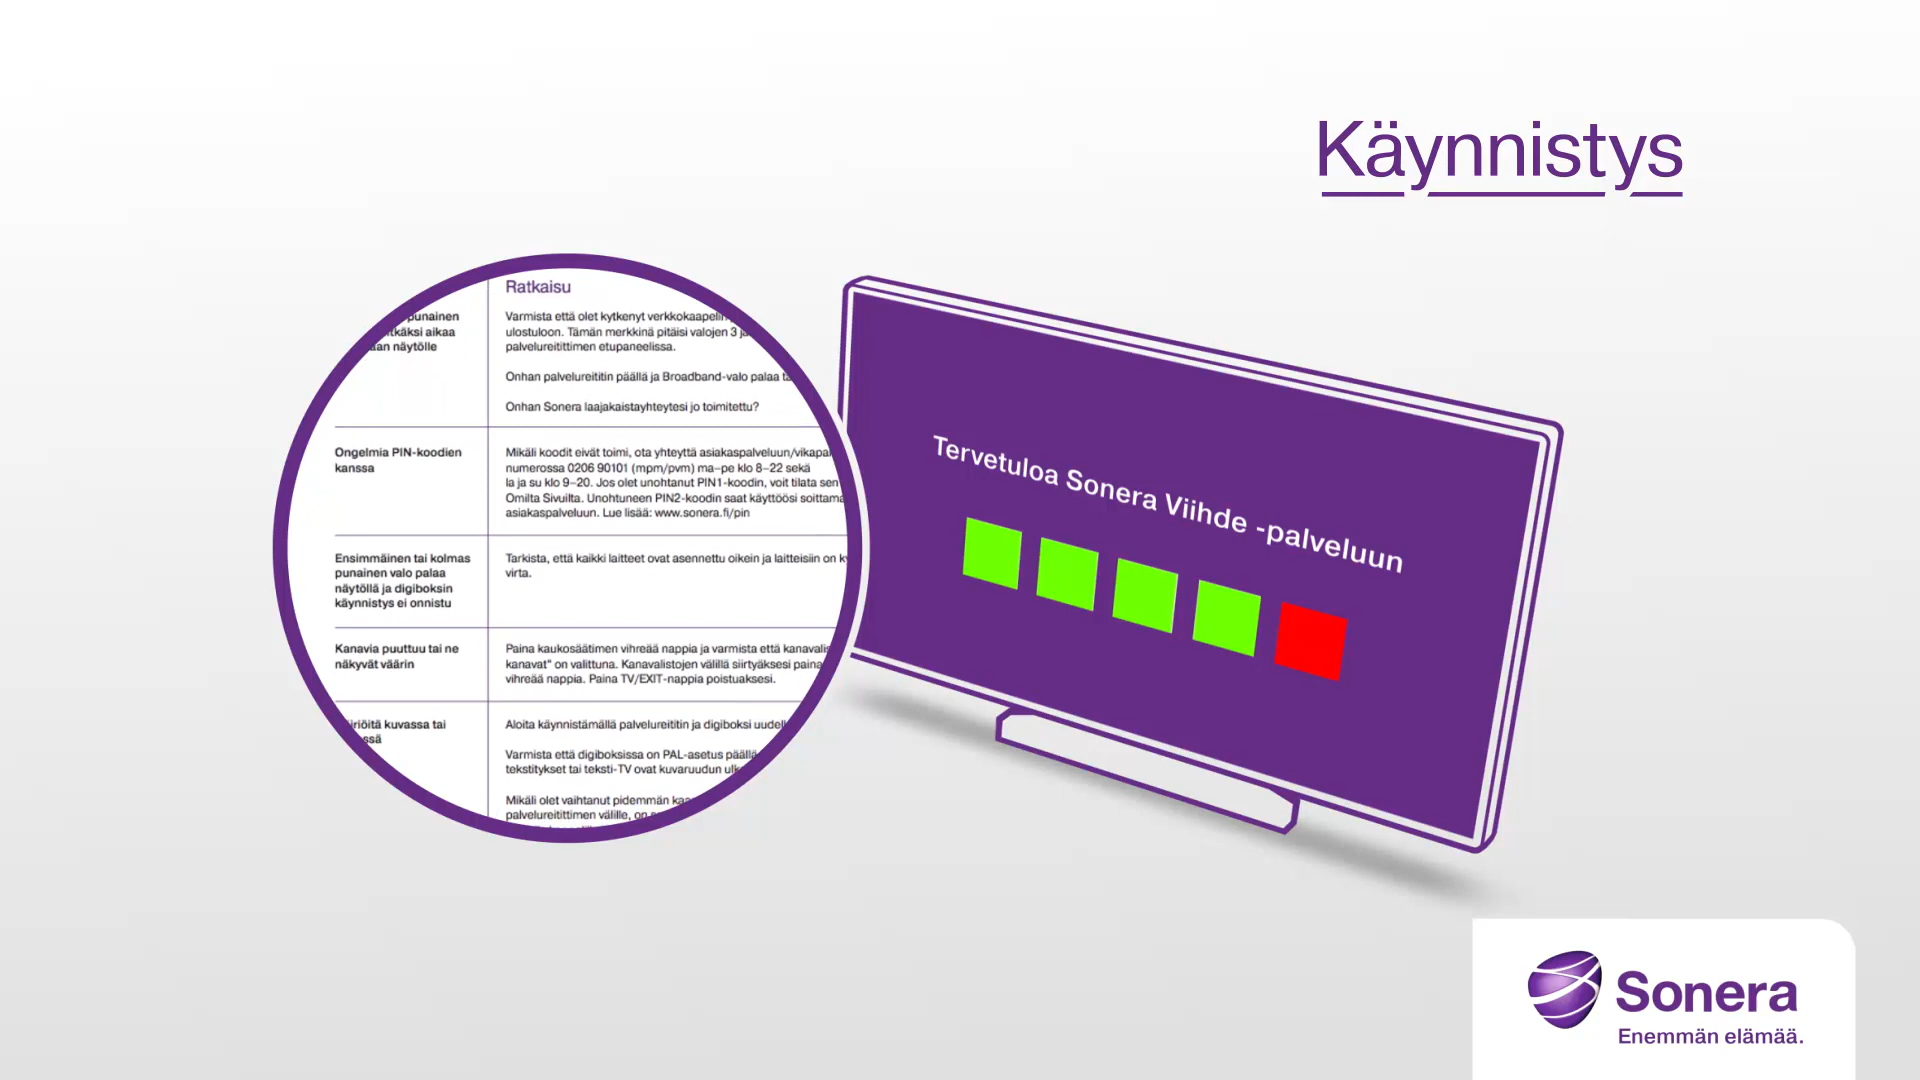 Käynnistys
Ratkaisu
punainen
aikaa
näytölle
Varmista että olet kytkenyt
ulostuloon. Tämän merkkinä pitäisi valojen 3
palvelureitittimen etupaneelissa.
Onhan palvelureititin päällä ja Broadband-valo palaa
Onhan Sonera laajakaistayhteytesi jo toimitettu?
Ongelmia PIN-koodien
kanssa
Mikäli koodit eivät toimi, ota yhteyttä
numerossa 0206 90101 (mpm/pvm) ma–pe klo 8–22 sekä
la ja su klo 9–20. Jos olet unohtanut PIN1-koodin, voit tilata sen
Omilta Sivuilta. Unohtuneen PIN2-koodin saat käyttöösi
asiakaspalveluun. Lue lisää: www.sonera.fi/pin
Ensimmäinen tai kolmas
punainen valo palaa
näytöllä ja digiboksin
käynnistys ei onnistu
Tarkista, että kaikki laitteet ovat asennettu oikein ja laitteisiin on
virta.
Kanavia puuttuu tai ne
näkyvät väärin
Paina kaukosäätimen vihreää nappia ja varmista että
kanavat" on valittuna. Kanavalistojen välillä siirtyäksesi paina
vihreää nappia. Paina TV/EXIT-nappia poistuaksesi.
kuvassa tai
Aloita käynnistämällä palvelureititin ja digiboksi
Varmista että digiboksissa on PAL-asetus päällä
tekstitykset tai teksti-TV ovat kuvaruudun
Mikäli olet vaihtanut pidemmän
palvelureitittimen välille, on
Tervetuloa Sonera Viihde -palveluun
Sonera
Enemmän elämää.